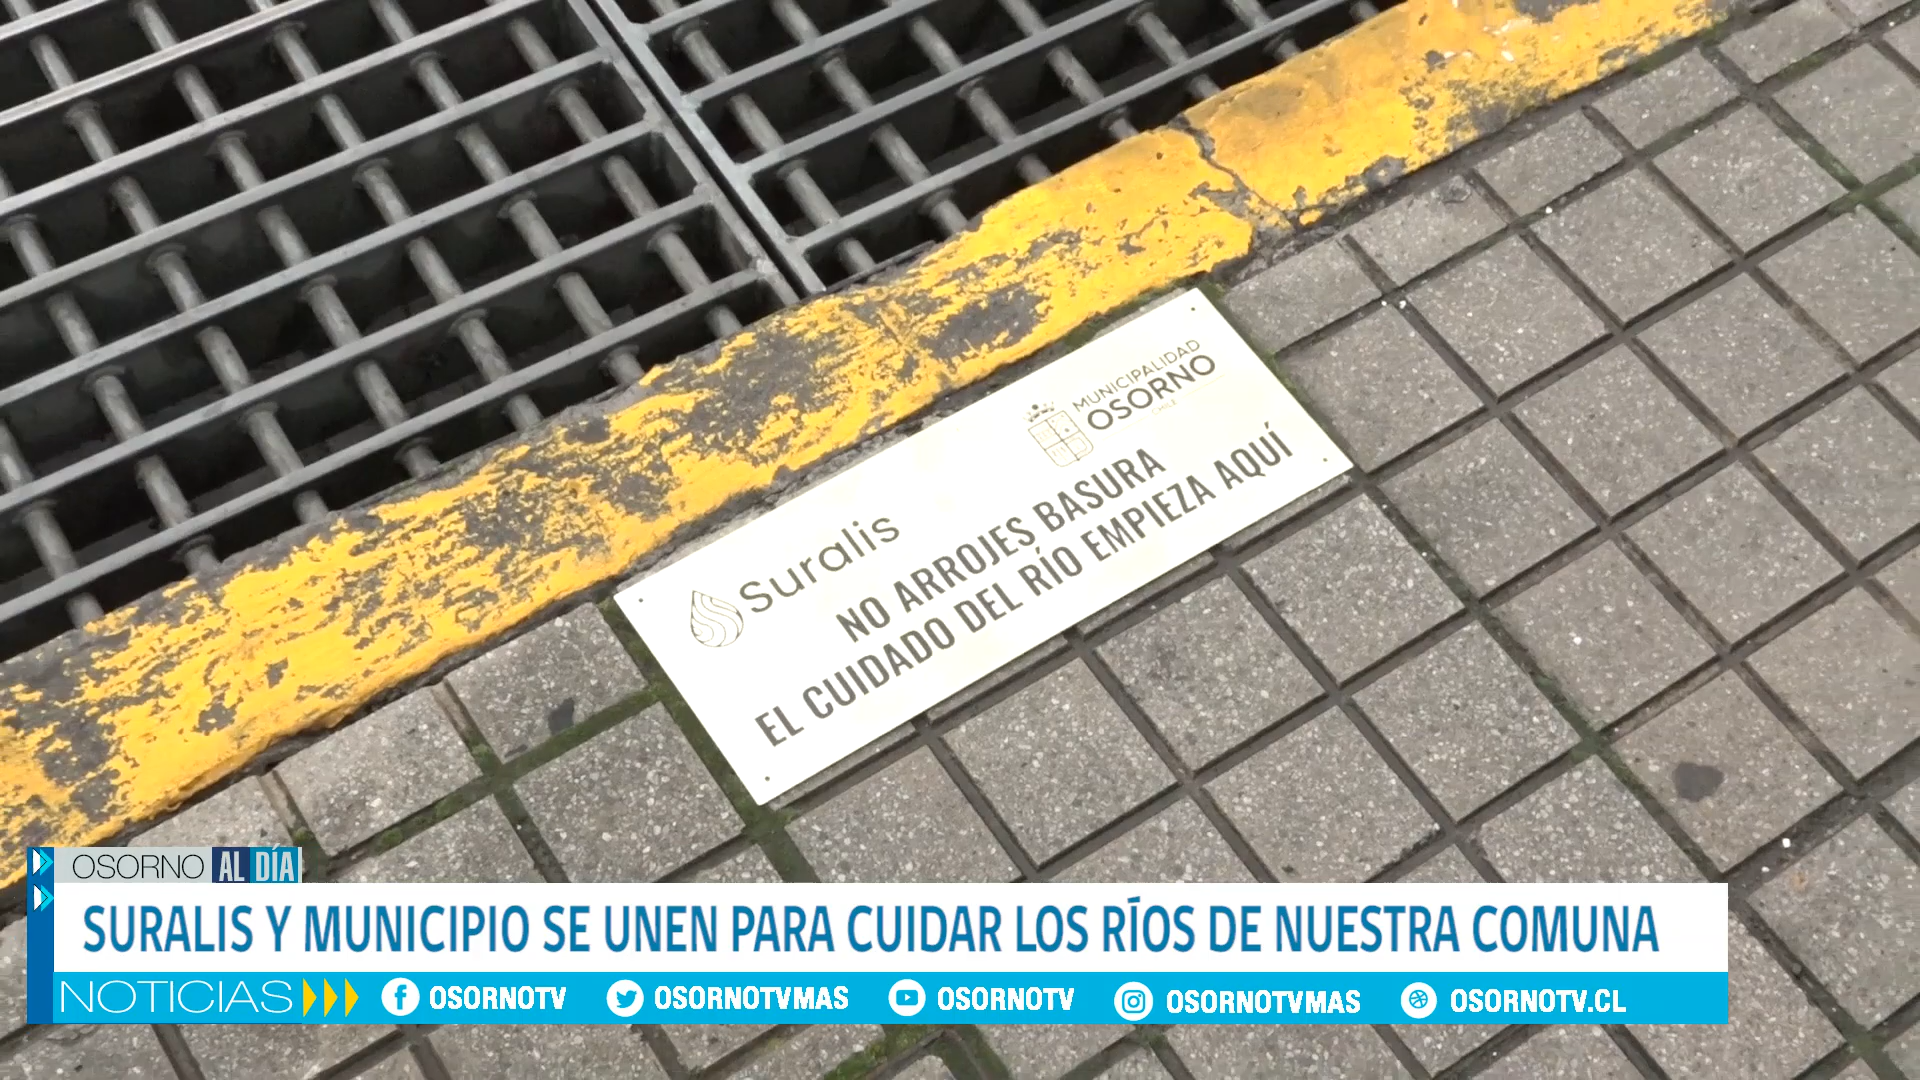 MUNICIPALIDAD
OSORNO
CHILE
Suralis
NO ARROJES BASURA
EL CUIDADO DEL RÍO EMPIEZA AQUÍ
OSORNO AL DÍA
SURALIS Y MUNICIPIO SE UNEN PARA CUIDAR LOS RÍOS DE NUESTRA COMUNA
NOTICIAS OSORNOTV OSORNOTVMAS OSORNOTV OSORNOTVMAS OSORNOTV.CL